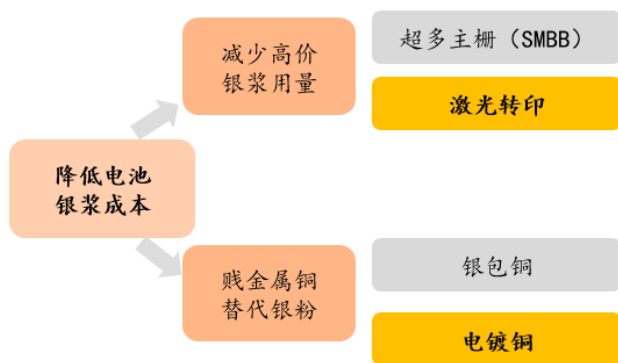 降低电池
银浆成本
减少高价
银浆用量
超多主栅（SMBB）
激光转印
贱金属铜
替代银粉
银包铜
电镀铜